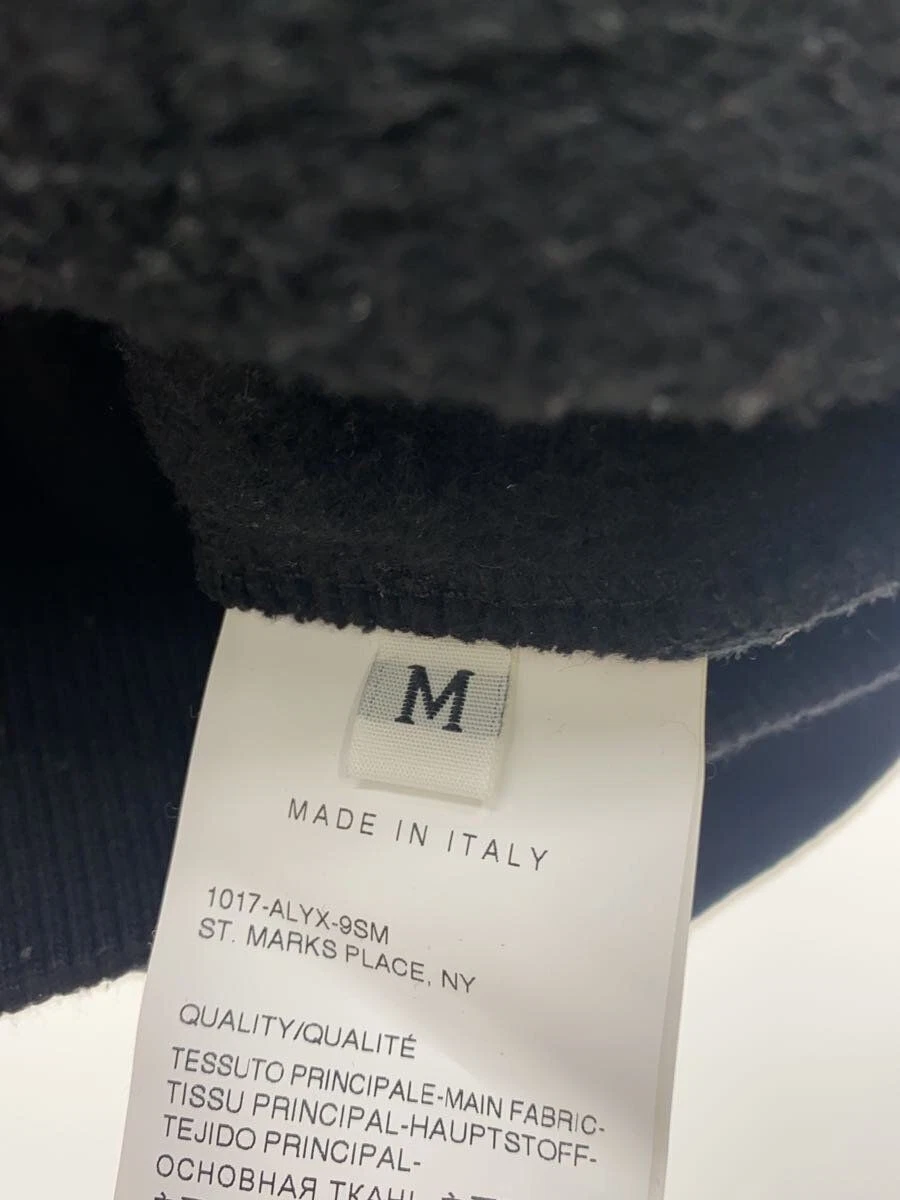 M
MADE IN ITALY
1017-ALYX-9SM
ST. MARKS PLACE, NY
QUALITY/QUALITÉ
TESSUTO PRINCIPALE-MAIN FABRIC-
TISSU PRINCIPAL-HAUPTSTOFF-
TEJIDO PRINCIPAL-
ОСНОВНАЯ